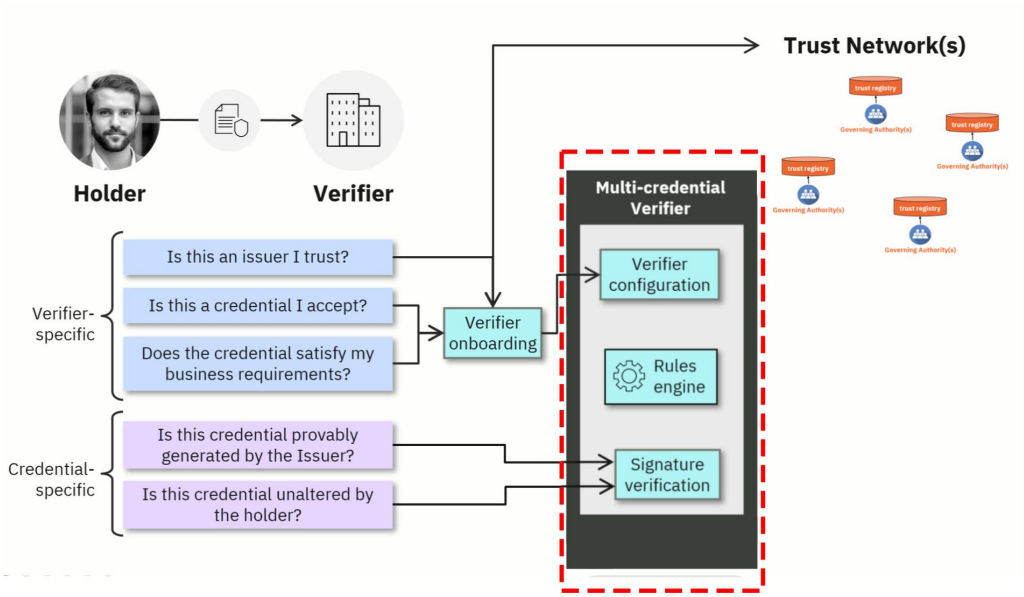 Trust Network(s)
trust registry
Governing Authority(s)
trust registry
Governing Authority(s)
trust registry
Governing Authority(s)
trust registry
Governing Authority(s)
Holder
Verifier
Multi-credential
Verifier
Verifier-
specific
Is this an issuer I trust?
Is this a credential I accept?
Does the credential satisfy my
business requirements?
Verifier
onboarding
Verifier
configuration
Rules
engine
Credential-
specific
Is this credential provably
generated by the Issuer?
Is this credential unaltered by
the holder?
Signature
verification